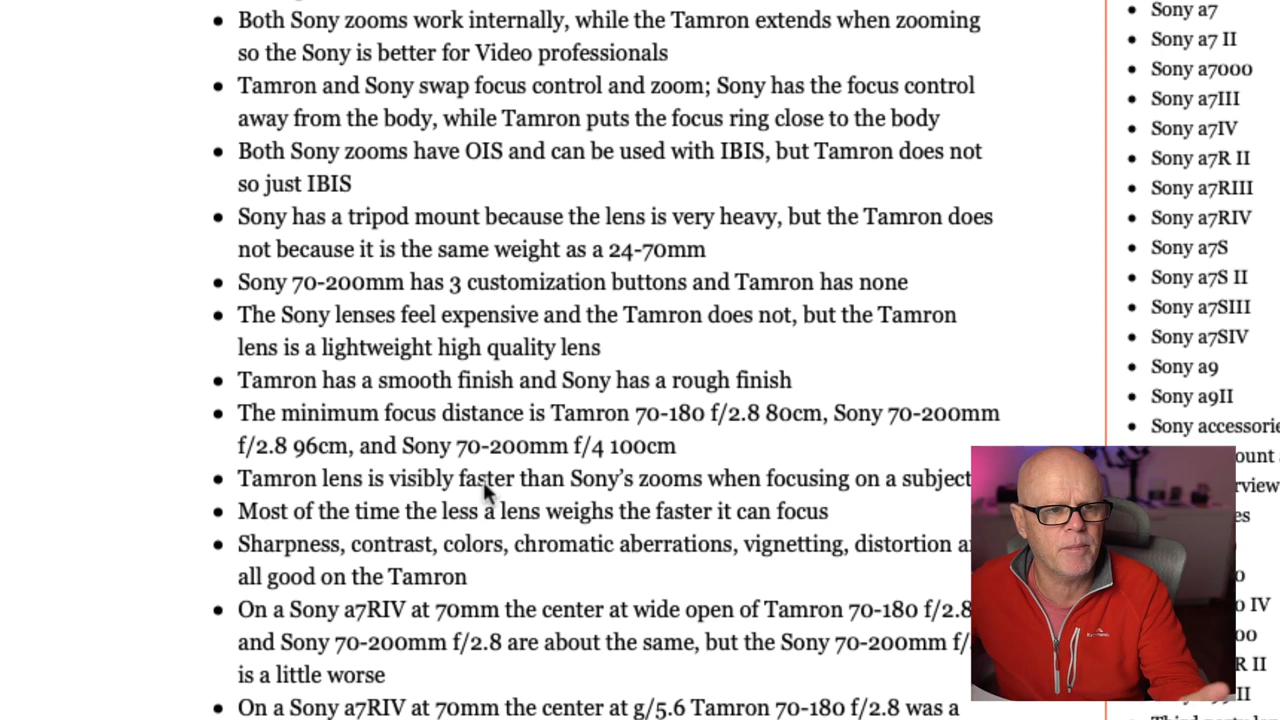 Both Sony zooms work internally, while the Tamron extends when zooming
so the Sony is better for Video professionals
Tamron and Sony swap focus control and zoom; Sony has the focus control
away from the body, while Tamron puts the focus ring close to the body
Both Sony zooms have OIS and can be used with IBIS, but Tamron does not
so just IBIS
Sony has a tripod mount because the lens is very heavy, but the Tamron does
not because it is the same weight as a 24-70mm
Sony 70-200mm has 3 customization buttons and Tamron has none
The Sony lenses feel expensive and the Tamron does not, but the Tamron
lens is a lightweight high quality lens
Tamron has a smooth finish and Sony has a rough finish
The minimum focus distance is Tamron 70-180 f/2.8 80cm, Sony 70-200mm
f/2.8 96cm, and Sony 70-200mm f/4 100cm
Tamron lens is visibly faster than Sony's zooms when focusing on a subject
Most of the time the less a lens weighs the faster it can focus
Sharpness, contrast, colors, chromatic aberrations, vignetting, distortion
all good on the Tamron
On a Sony a7RIV at 70mm the center at wide open of Tamron 70-180 f/2.8
and Sony 70-200mm f/2.8 are about the same, but the Sony 70-200mm f/
is a little worse
On a Sony a7RIV at 70mm the center at g/5.6 Tamron 70-180 f/2.8 was a
Sony a7
Sony a7 II
Sony a7000
Sony a7III
Sony a7IV
Sony a7R II
Sony a7RIII
Sony a7RIV
Sony a7S
Sony a7S II
Sony a7SIII
Sony a7SIV
Sony a9
Sony a9II
Sony
IV
R II
II